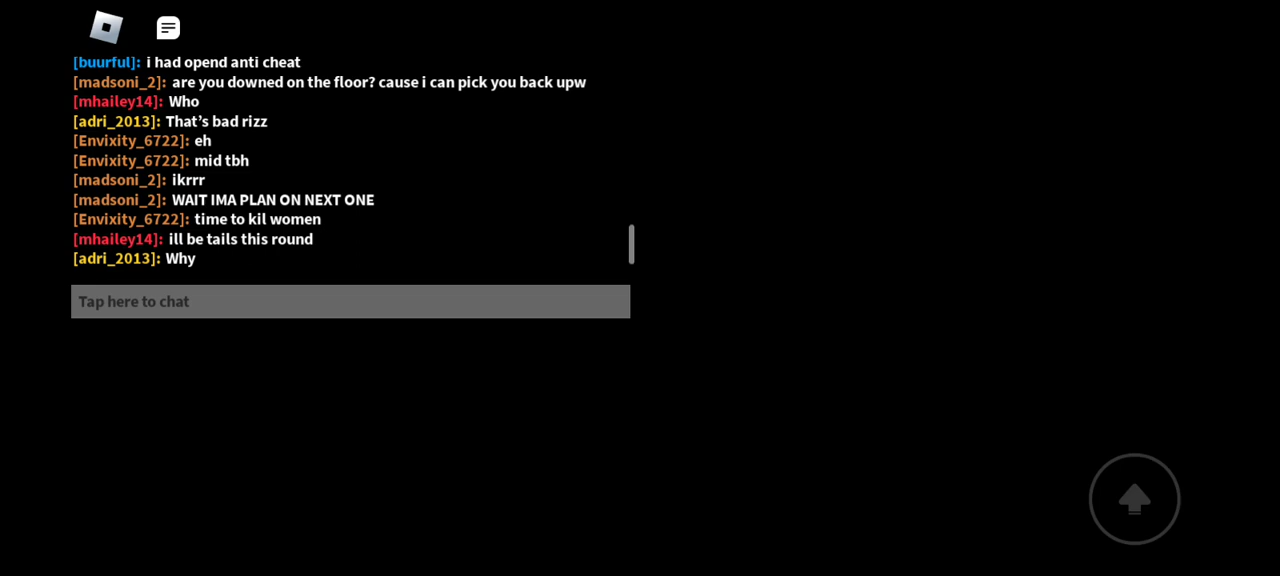 [buurful]: i had opend anti cheat
[madsoni_2]: are you downed on the floor? cause i can pick you back upw
[mhailey14]: Who
[adri_2013]: That’s bad rizz
[Envixity_6722]: eh
[Envixity_6722]: mid tbh
[madsoni_2]: ikrrr
[madsoni_2]: WAIT IMA PLAN ON NEXT ONE
[Envixity_6722]: time to kil women
[mhailey14]: ill be tails this round
[adri_2013]: Why
Tap here to chat